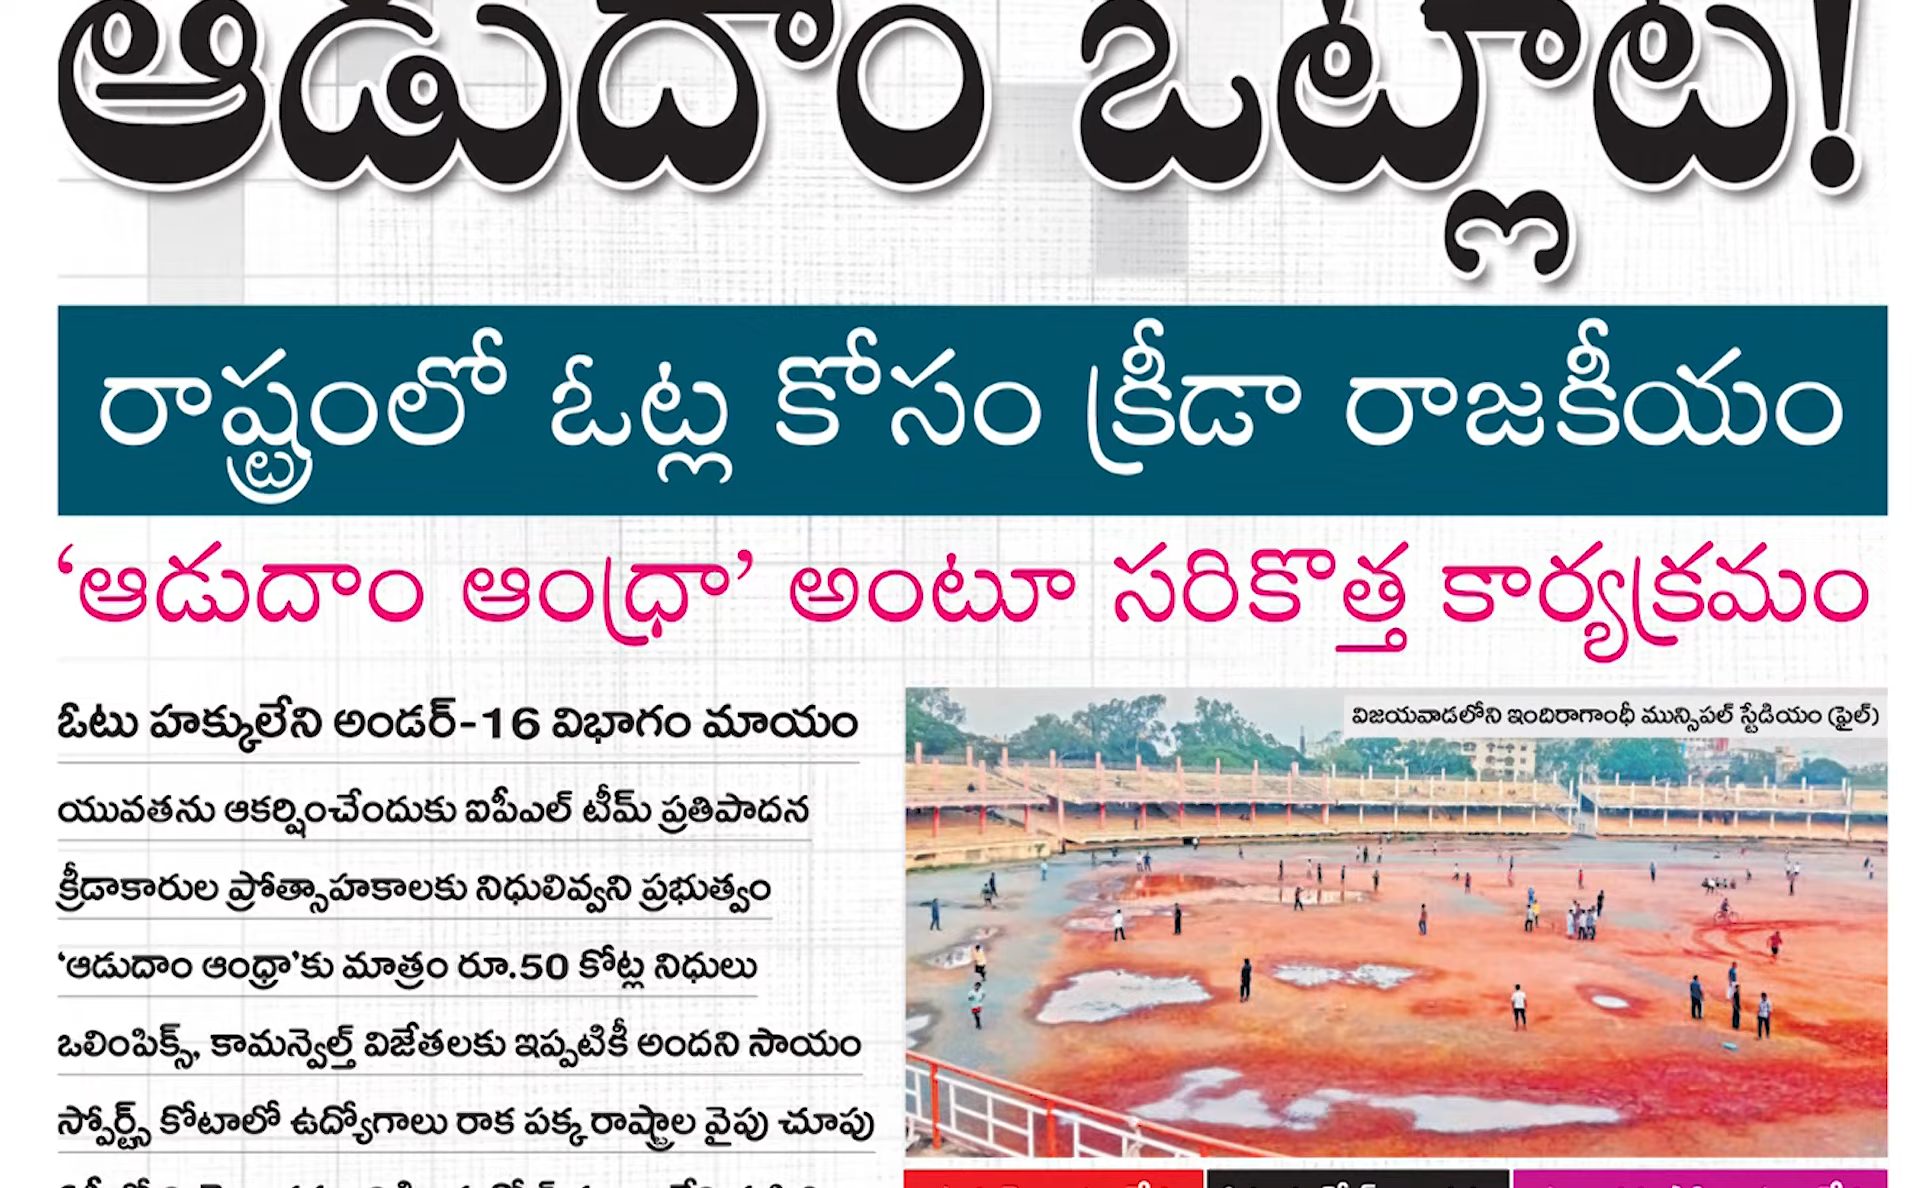 ఆడుదాం ఓట్లాట!
రాష్ట్రంలో ఓట్ల కోసం క్రీడా రాజకీయం
‘ఆడుదాం ఆంధ్రా’ అంటూ సరికొత్త కార్యక్రమం
ఓటు హక్కులేని అండర్-16 విభాగం మాయం
యువతను ఆకర్షించేందుకు ఐపీఎల్ టీమ్ ప్రతిపాదన
క్రీడాకారుల ప్రోత్సాహకాలకు నిధులివ్వని ప్రభుత్వం
‘ఆడుదాం ఆంధ్రా’కు మాత్రం రూ.50 కోట్ల నిధులు
ఒలింపిక్స్, కామన్వెల్త్ విజేతలకు ఇప్పటికీ అందని సాయం
స్పోర్ట్స్ కోటాలో ఉద్యోగాలు రాక పక్క రాష్ట్రాల వైపు చూపు
విజయవాడలోని ఇందిరాగాంధీ మున్సిపల్ స్టేడియం (ఫైల్)